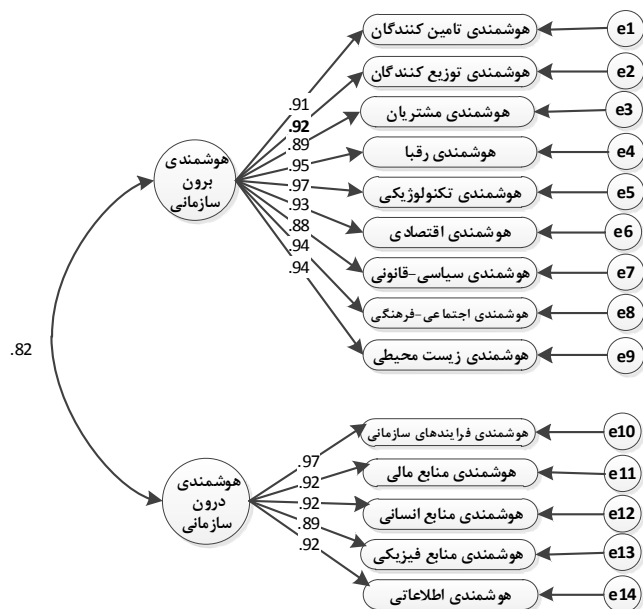 هوشمندی تامین کنندگان
e1
هوشمندی توزیع کنندگان
e2
هوشمندی مشتریان
e3
هوشمندی رقبا
e4
هوشمندی تکنولوژیکی
e5
هوشمندی اقتصادی
e6
هوشمندی سیاسی-قانونی
e7
هوشمندی اجتماعی-فرهنگی
e8
هوشمندی زیست محیطی
e9
.91
.92
.89
.95
.97
.93
.88
.94
.94
هوشمندی
برون
سازمانی
.82
هوشمندی
درون
سازمانی
هوشمندی فرایندهای سازمانی
e10
هوشمندی منابع مالی
e11
هوشمندی منابع انسانی
e12
هوشمندی منابع فیزیکی
e13
هوشمندی اطلاعاتی
e14
.97
.92
.92
.89
.92